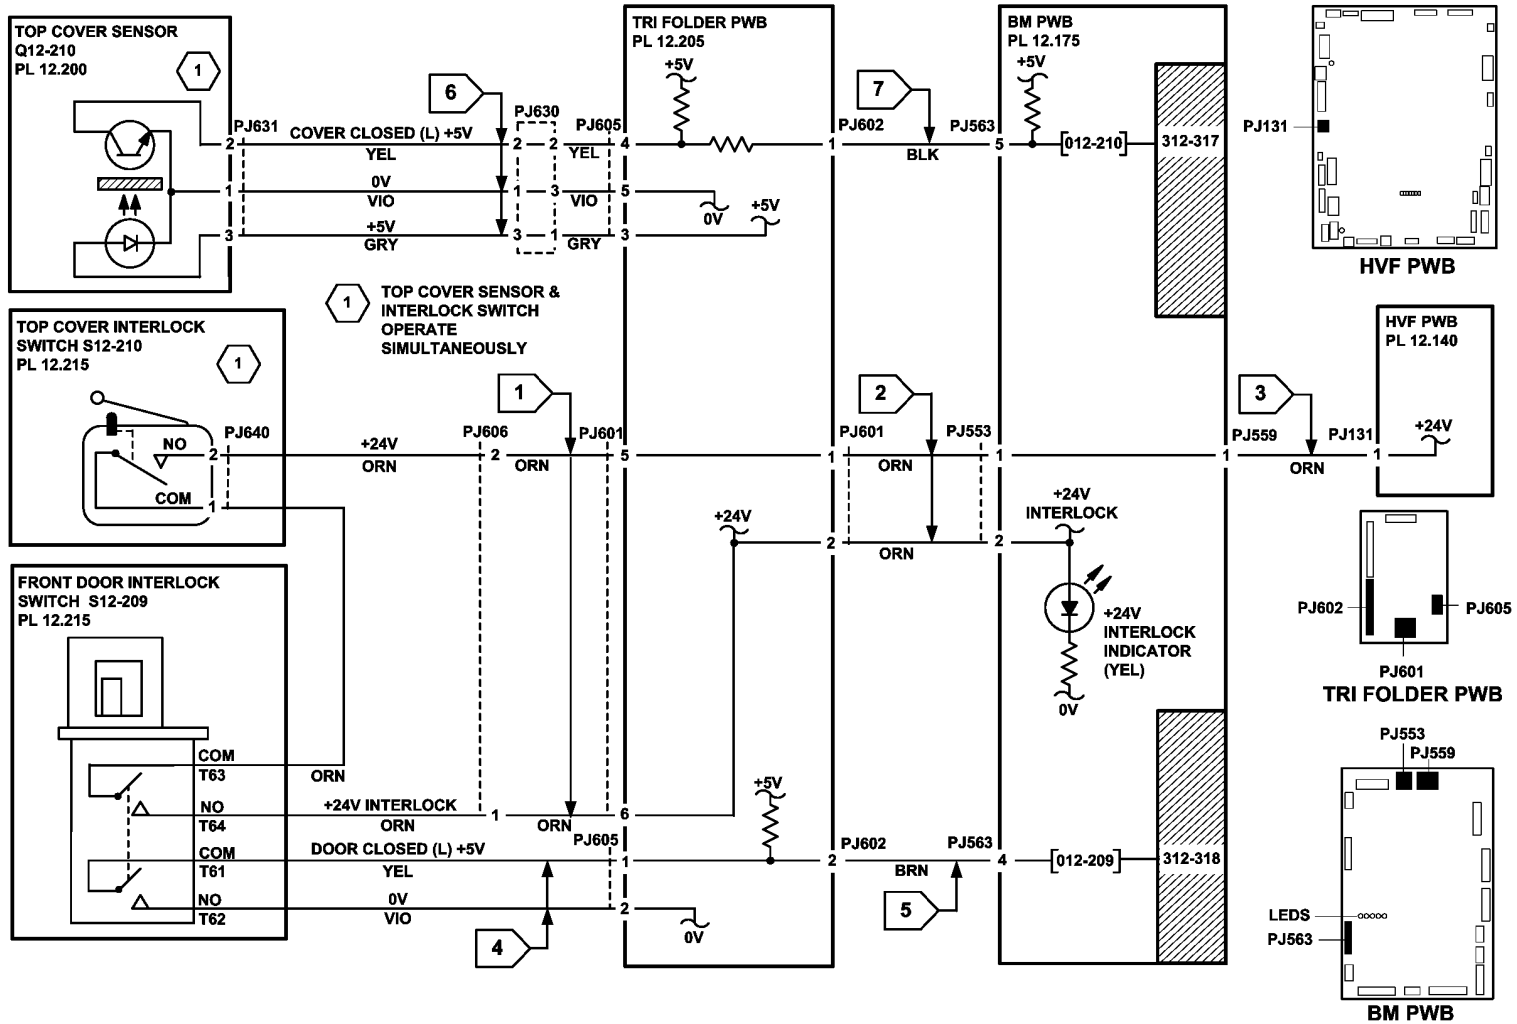 TOP COVER SENSOR
Q12-210
PL 12.200
1
PJ631
2
COVER CLOSED (L) +5V
YEL
1
0V
VIO
3
+5V
GRY
6
PJ630
2 2
1 3
3 1
YEL
VIO
GRY
PJ605
4
5
3
TRI FOLDER PWB
PL 12.205
+5V
0V
+5V
PJ602
1
7
BLK
PJ563
5
BM PWB
PL 12.175
+5V
012-210
312-317
PJ131
HVF PWB
1
TOP COVER SENSOR &
INTERLOCK SWITCH
OPERATE
SIMULTANEOUSLY
TOP COVER INTERLOCK
SWITCH S12-210
PL 12.215
1
NO
2
COM
1
PJ640
+24V
ORN
PJ606
2
ORN
1
PJ601
5
PJ601
1
2
ORN
PJ553
1
PJ559
1
3
ORN
PJ131
1
HVF PWB
PL 12.140
+24V
+24V
2
ORN
2
+24V
INTERLOCK
+24V
INTERLOCK
INDICATOR
(YEL)
0V
PJ602
PJ605
PJ601
TRI FOLDER PWB
FRONT DOOR INTERLOCK
SWITCH S12-209
PL 12.215
COM
T63
ORN
NO
T64
+24V INTERLOCK
ORN
1
ORN
6
COM
T61
DOOR CLOSED (L) +5V
YEL
PJ605
1
NO
T62
0V
VIO
2
4
+5V
0V
PJ602
2
BRN
5
PJ563
4
012-209
312-318
PJ553
PJ559
LEDS
PJ563
BM PWB